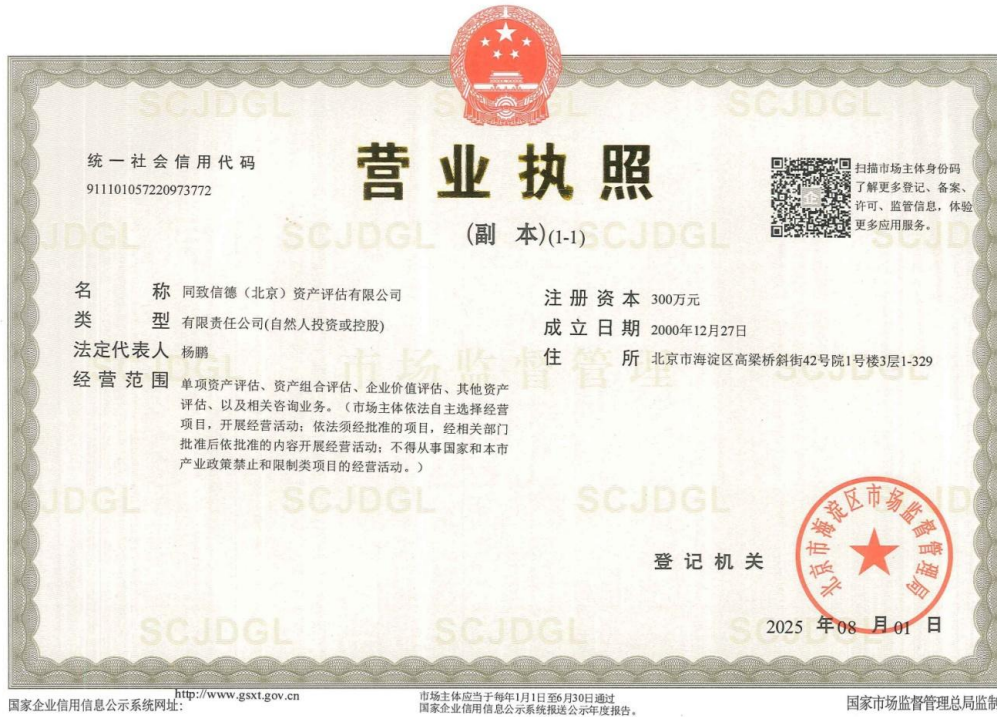 统一社会信用代码
911101057220973772
营业执照
(副 本)(1-1)
扫描市场主体身份码
了解更多登记、备案、
许可、监管信息，体验
更多应用服务。
名 称 同致信德（北京）资产评估有限公司
类 型 有限责任公司(自然人投资或控股)
法定代表人 杨鹏
经营范围 单项资产评估、资产组合评估、企业价值评估、其他资产
评估、以及相关咨询业务。（市场主体依法自主选择经营
项目，开展经营活动；依法须经批准的项目，经相关部门
批准后依批准的内容开展经营活动；不得从事国家和本市
产业政策禁止和限制类项目的经营活动。）
注册资本 300万元
成立日期 2000年12月27日
住 所 北京市海淀区高梁桥斜街42号院1号楼3层1-329
市场监督管理
SCJDGL
登记机关
北京市海淀区市场监督管理局
2025 年08 月01 日
国家企业信用信息公示系统网址: http://www.gsxt.gov.cn
市场主体应当于每年1月1日至6月30日通过
国家企业信用信息公示系统报送公示年度报告。
国家市场监督管理总局监制